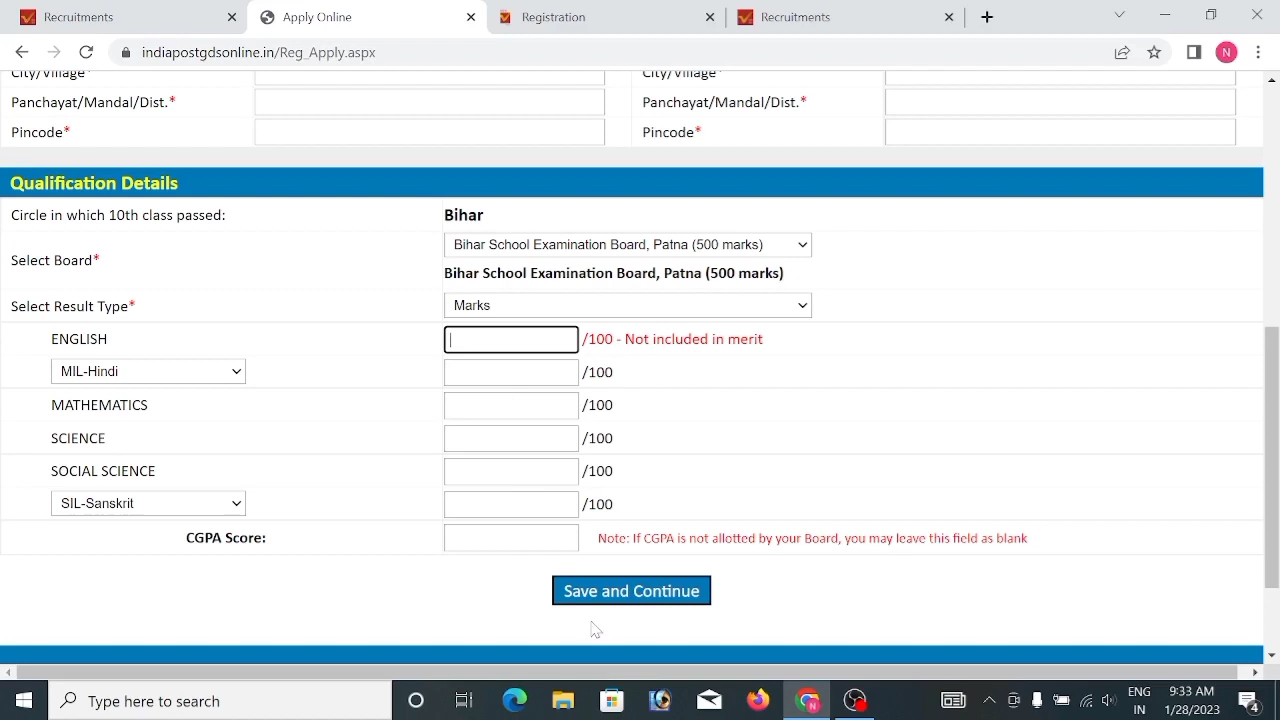 Recruitments
Apply Online
Registration
Recruitments
indiapostgdsonline.in/Reg_Apply.aspx
N
City/Village* City/Village*
Panchayat/Mandal/Dist.* Panchayat/Mandal/Dist.*
Pincode* Pincode*
Qualification Details
Circle in which 10th class passed: Bihar
Select Board* Bihar School Examination Board, Patna (500 marks)
Bihar School Examination Board, Patna (500 marks)
Select Result Type* Marks
ENGLISH /100 - Not included in merit
MIL-Hindi /100
MATHEMATICS /100
SCIENCE /100
SOCIAL SCIENCE /100
SIL-Sanskrit /100
CGPA Score: Note: If CGPA is not allotted by your Board, you may leave this field as blank
Save and Continue
Type here to search
N
ENG
IN
9:33 AM
1/28/2023
4